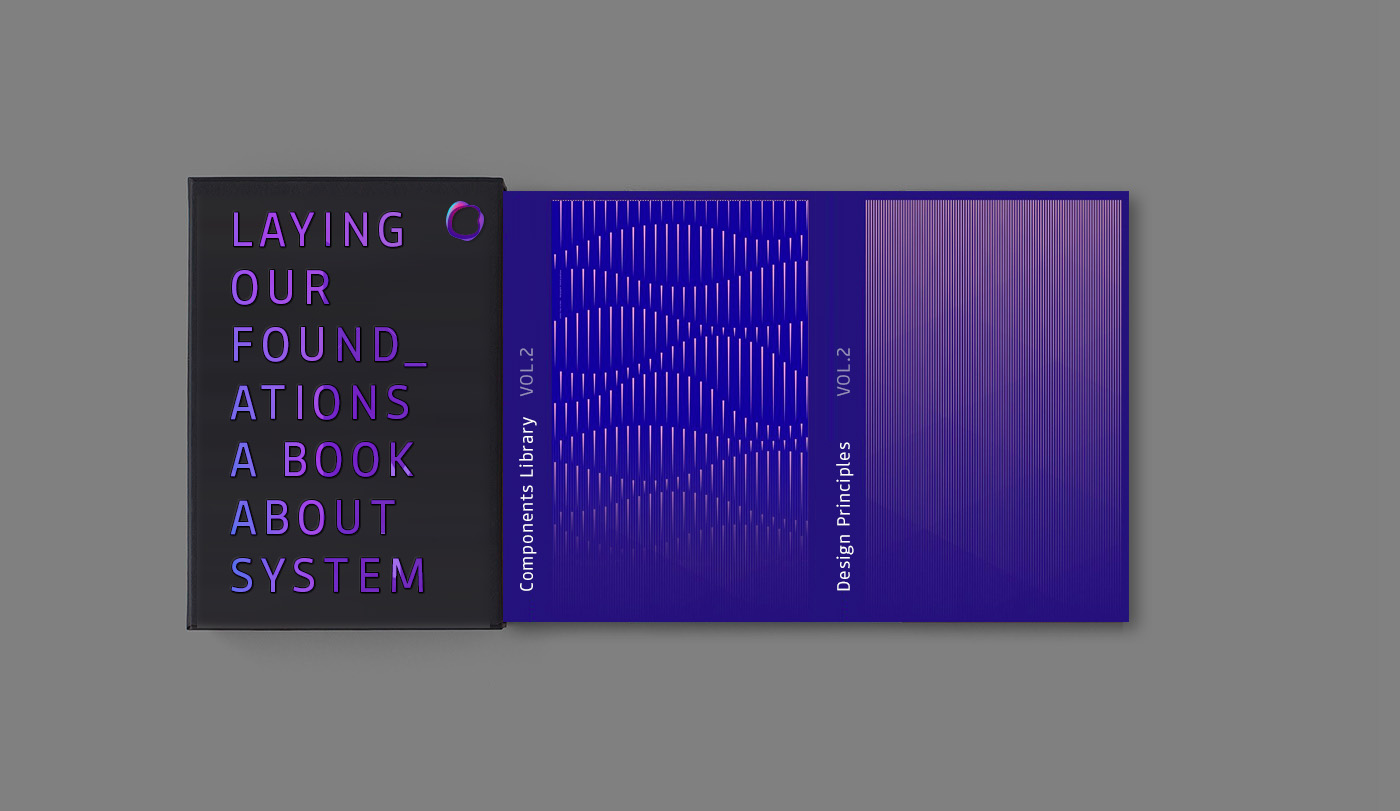 LAYING
OUR
FOUND_
ATIONS
A BOOK
ABOUT
SYSTEM
Components Library VOL.2
Design Principles VOL.2